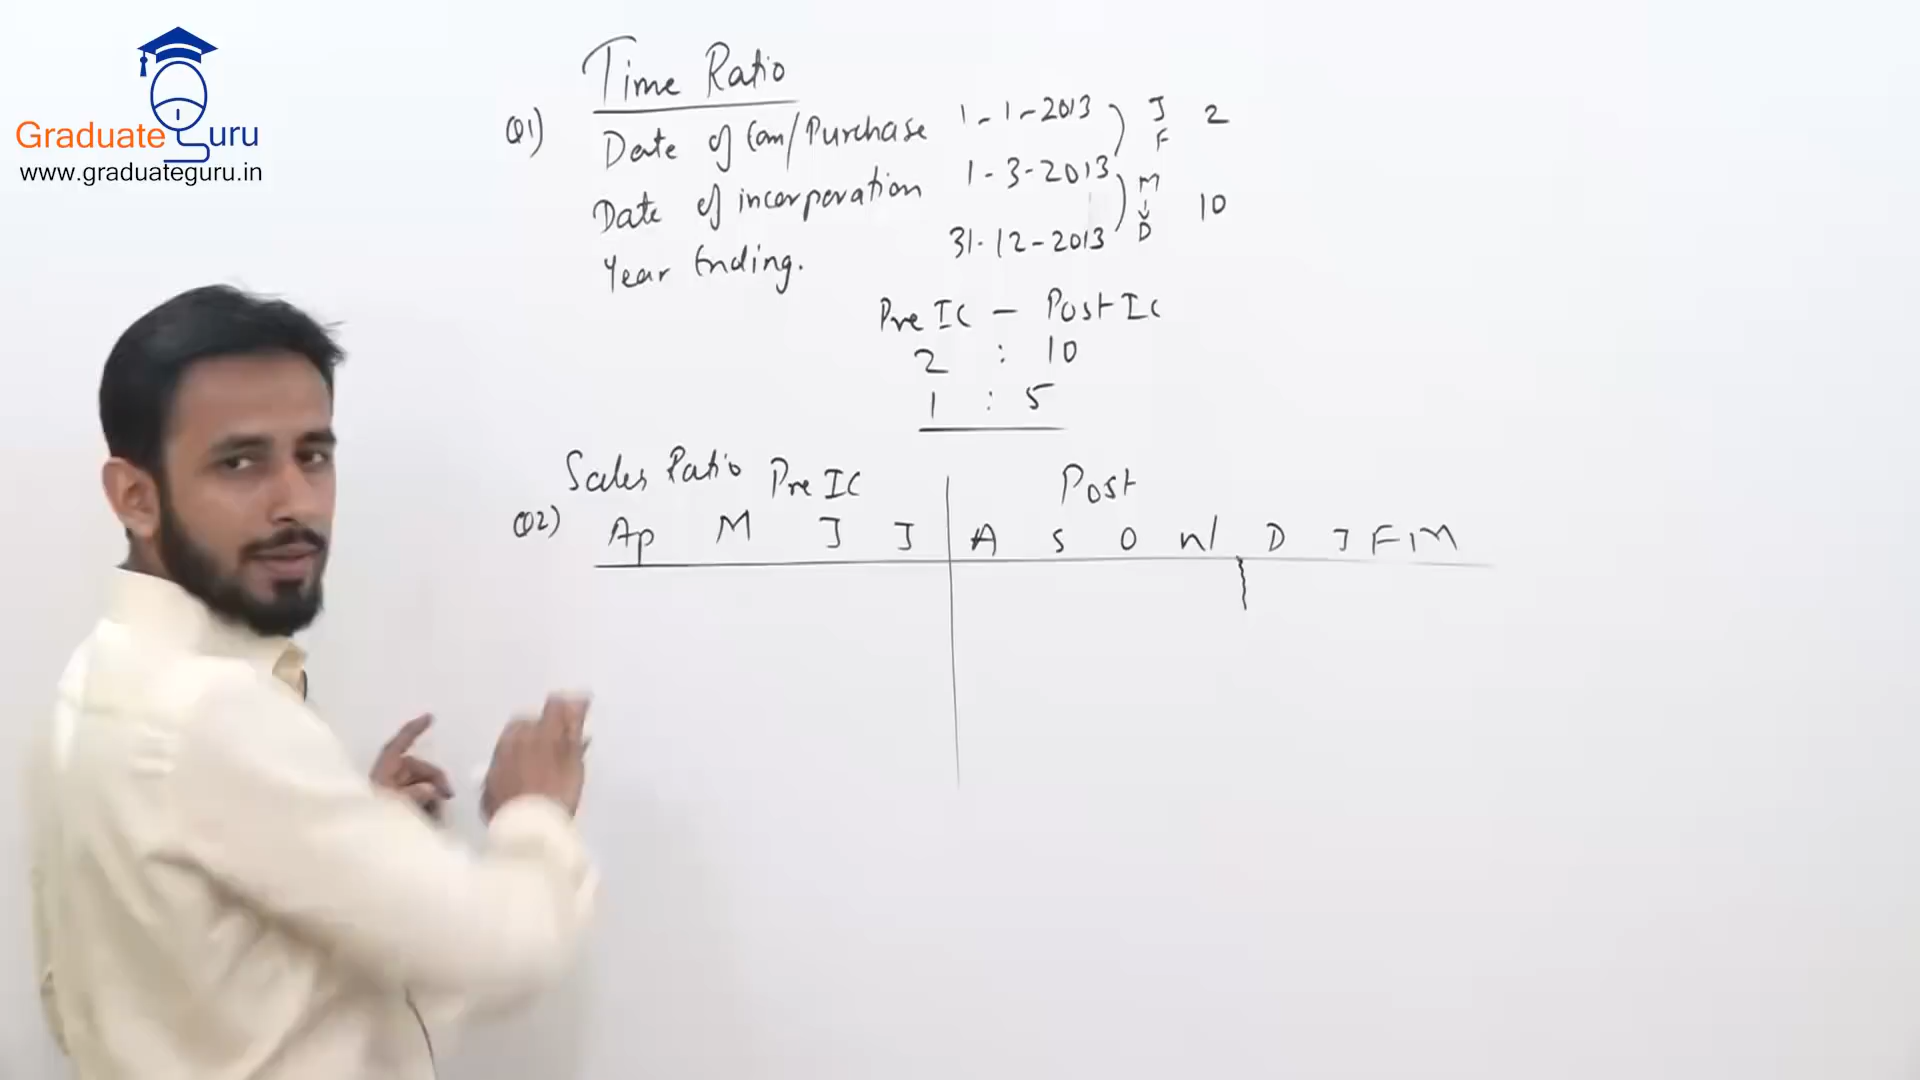 Graduate Guru
www.graduateguru.in
Time Ratio
Q1) Date of Com/Purchase 1-1-2013 J 2
F
Date of incorporation 1-3-2013 M
10
Year Ending. 31-12-2013 D
Pre IC - Post Ic
2 : 10
1 : 5
Sales Ratio Pre IC Post
Q2) Ap M J J A S O N D J F M